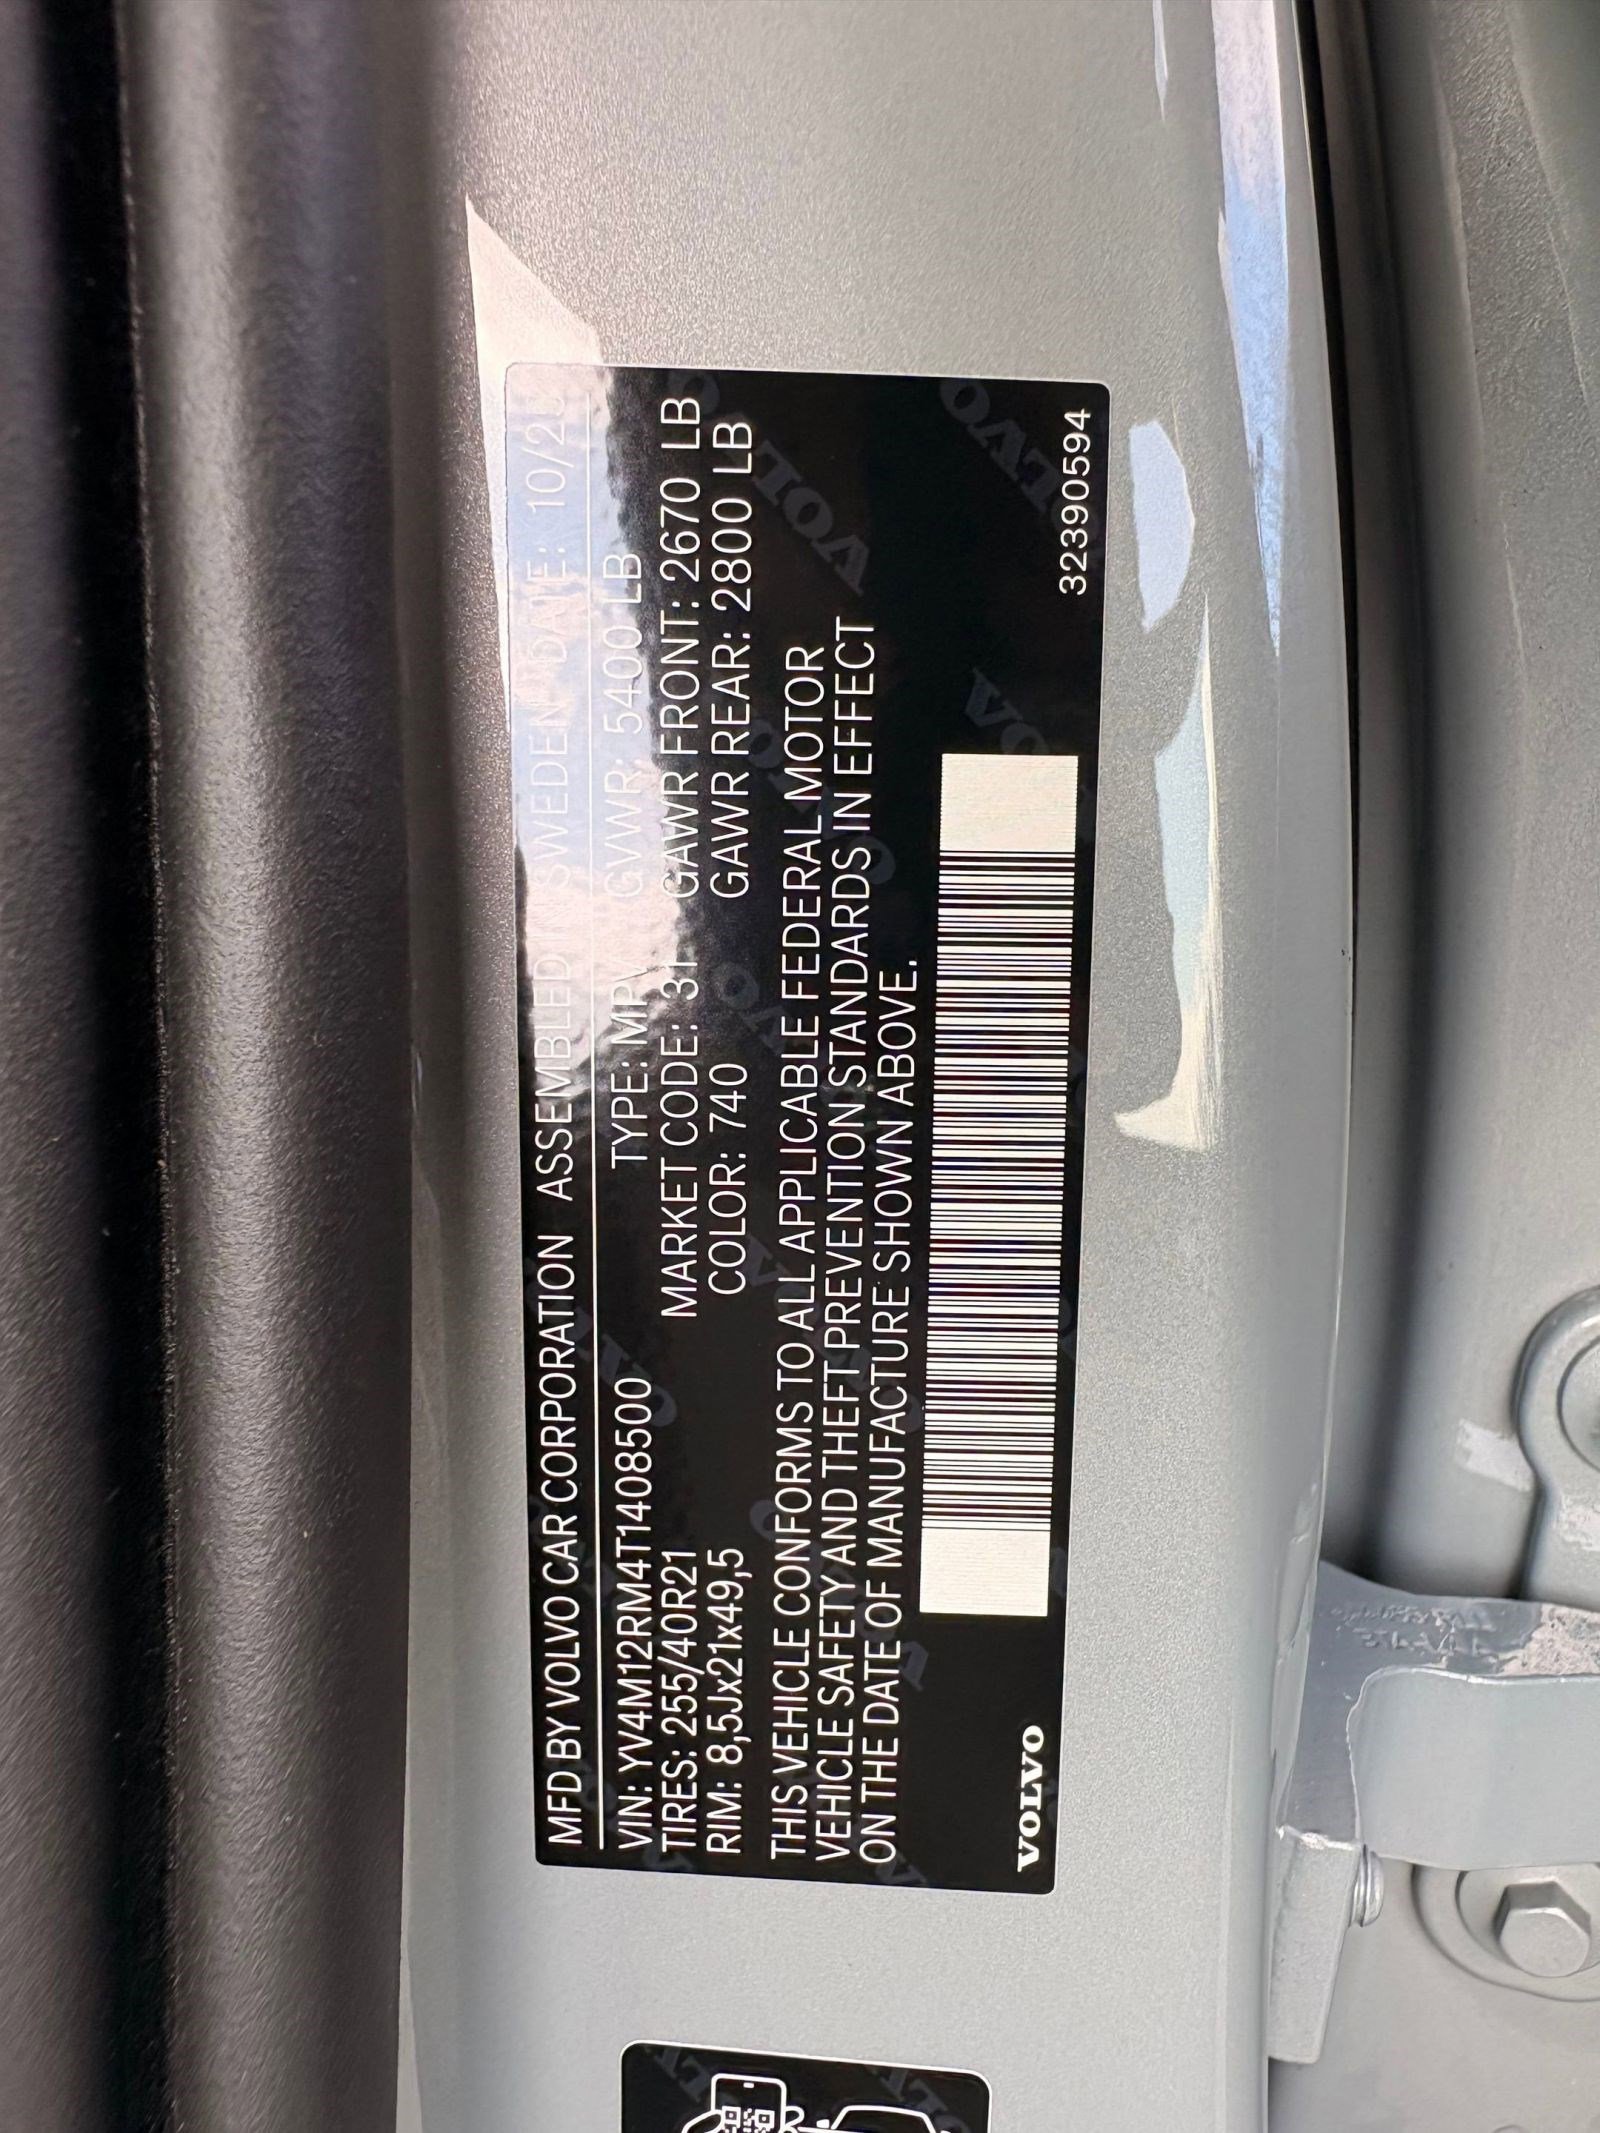 MFD BY VOLVO CAR CORPORATION ASSEMBLED IN SWEDEN DATE:
VIN: YV4M12RM4T1408500 TYPE: MPV GVWR: 5400 LB
TIRES: 255/40R21 MARKET CODE: 31 GAWR FRONT: 2670 LB
RIM: 8,5Jx21x49,5 COLOR: 740 GAWR REAR: 2800 LB
THIS VEHICLE CONFORMS TO ALL APPLICABLE FEDERAL MOTOR
VEHICLE SAFETY AND THEFT PREVENTION STANDARDS IN EFFECT
ON THE DATE OF MANUFACTURE SHOWN ABOVE.
VOLVO 32390594